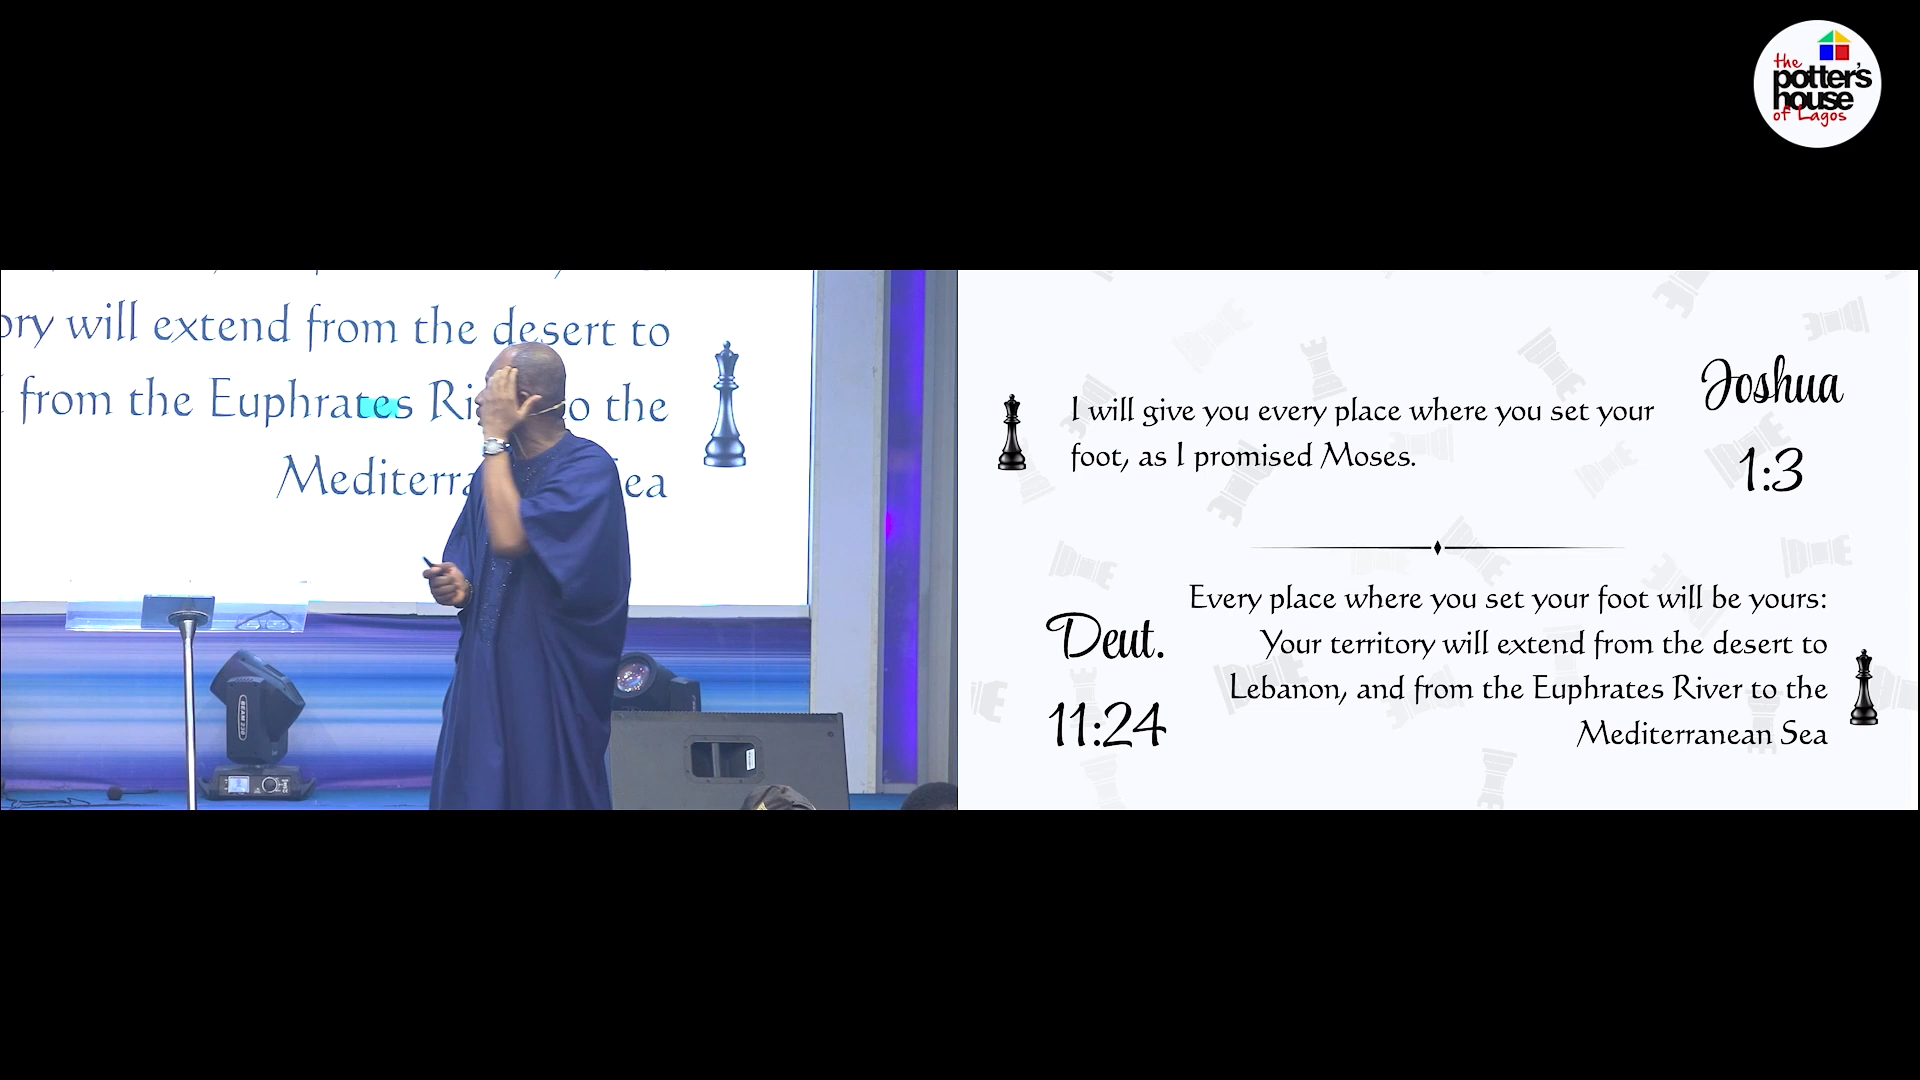 the
potter's
house
of Lagos
ory will extend from the desert to
from the Euphrates Ri o the
Mediterra Sea
BEAM 230
I will give you every place where you set your
foot, as I promised Moses.
Joshua
1:3
Every place where you set your foot will be yours:
Your territory will extend from the desert to
Lebanon, and from the Euphrates River to the
Mediterranean Sea
Deut.
11:24